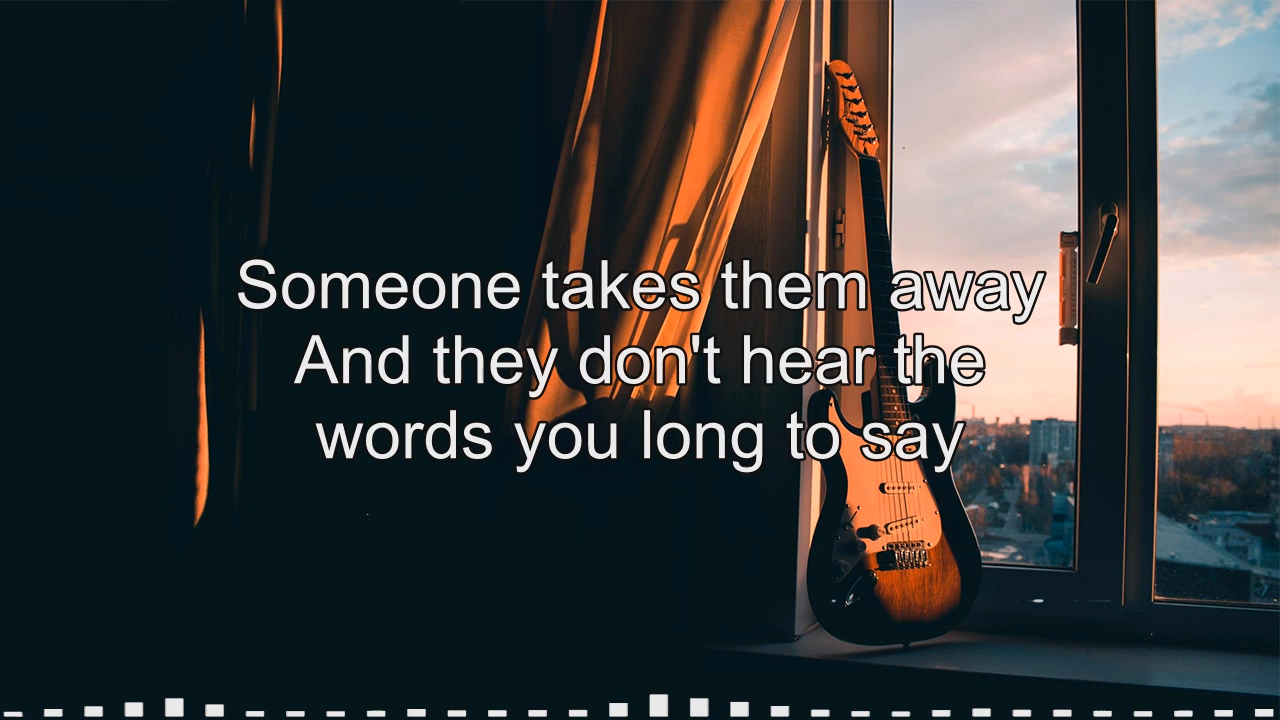 Someone takes them away
And they don't hear the
words you long to say